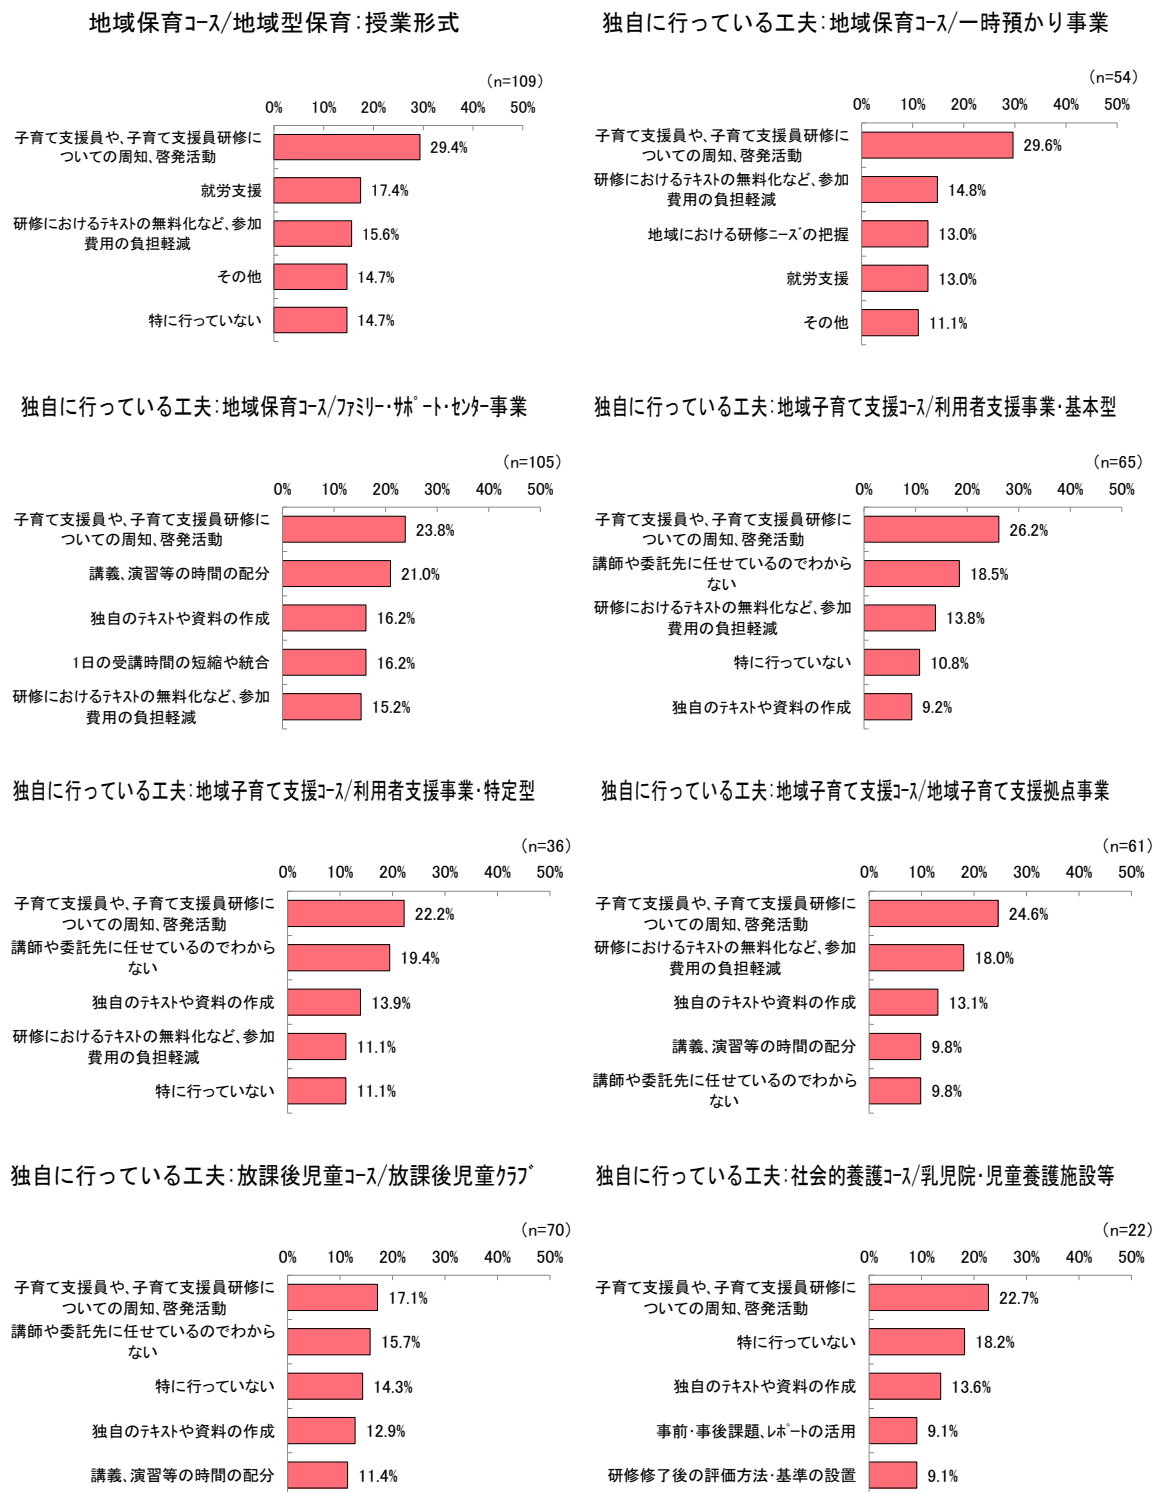 地域保育ｺｰｽ/地域型保育：授業形式
（n=109）
0% 10% 20% 30% 40% 50%
子育て支援員や、子育て支援員研修に
ついての周知、啓発活動
29.4%
就労支援
17.4%
研修におけるﾃｷｽﾄの無料化など、参加
費用の負担軽減
15.6%
その他
14.7%
特に行っていない
14.7%
独自に行っている工夫：地域保育ｺｰｽ/一時預かり事業
（n=54）
0% 10% 20% 30% 40% 50%
子育て支援員や、子育て支援員研修に
ついての周知、啓発活動
29.6%
研修におけるﾃｷｽﾄの無料化など、参加
費用の負担軽減
14.8%
地域における研修ﾆｰｽﾞの把握
13.0%
就労支援
13.0%
その他
11.1%
独自に行っている工夫：地域保育ｺｰｽ/ﾌｧﾐﾘｰ･ｻﾎﾟｰﾄ･ｾﾝﾀｰ事業
（n=105）
0% 10% 20% 30% 40% 50%
子育て支援員や、子育て支援員研修に
ついての周知、啓発活動
23.8%
講義、演習等の時間の配分
21.0%
独自のﾃｷｽﾄや資料の作成
16.2%
1日の受講時間の短縮や統合
16.2%
研修におけるﾃｷｽﾄの無料化など、参加
費用の負担軽減
15.2%
独自に行っている工夫：地域子育て支援ｺｰｽ/利用者支援事業･基本型
（n=65）
0% 10% 20% 30% 40% 50%
子育て支援員や、子育て支援員研修に
ついての周知、啓発活動
26.2%
講師や委託先に任せているのでわから
ない
18.5%
研修におけるﾃｷｽﾄの無料化など、参加
費用の負担軽減
13.8%
特に行っていない
10.8%
独自のﾃｷｽﾄや資料の作成
9.2%
独自に行っている工夫：地域子育て支援ｺｰｽ/利用者支援事業･特定型
（n=36）
0% 10% 20% 30% 40% 50%
子育て支援員や、子育て支援員研修に
ついての周知、啓発活動
22.2%
講師や委託先に任せているのでわから
ない
19.4%
独自のﾃｷｽﾄや資料の作成
13.9%
研修におけるﾃｷｽﾄの無料化など、参加
費用の負担軽減
11.1%
特に行っていない
11.1%
独自に行っている工夫：地域子育て支援ｺｰｽ/地域子育て支援拠点事業
（n=61）
0% 10% 20% 30% 40% 50%
子育て支援員や、子育て支援員研修に
ついての周知、啓発活動
24.6%
研修におけるﾃｷｽﾄの無料化など、参加
費用の負担軽減
18.0%
独自のﾃｷｽﾄや資料の作成
13.1%
講義、演習等の時間の配分
9.8%
講師や委託先に任せているのでわから
ない
9.8%
独自に行っている工夫：放課後児童ｺｰｽ/放課後児童ｸﾗﾌﾞ
（n=70）
0% 10% 20% 30% 40% 50%
子育て支援員や、子育て支援員研修に
ついての周知、啓発活動
17.1%
講師や委託先に任せているのでわから
ない
15.7%
特に行っていない
14.3%
独自のﾃｷｽﾄや資料の作成
12.9%
講義、演習等の時間の配分
11.4%
独自に行っている工夫：社会的養護ｺｰｽ/乳児院･児童養護施設等
（n=22）
0% 10% 20% 30% 40% 50%
子育て支援員や、子育て支援員研修に
ついての周知、啓発活動
22.7%
特に行っていない
18.2%
独自のﾃｷｽﾄや資料の作成
13.6%
事前･事後課題、ﾚﾎﾟｰﾄの活用
9.1%
研修修了後の評価方法･基準の設置
9.1%